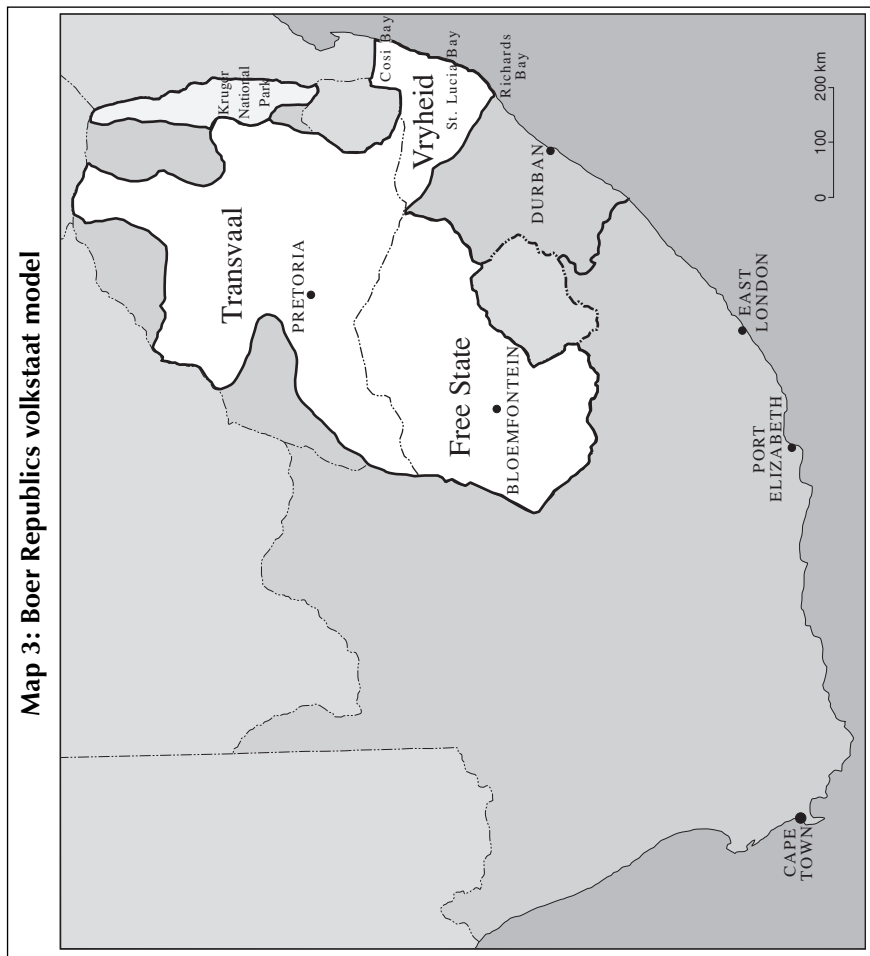 Map 3: Boer Republics volkstaat model
Kruger
National
Park
Cosi Bay
St. Lucia Bay
Richards
Bay
Vryheid
Transvaal
PRETORIA
Free State
BLOEMFONTEIN
DURBAN
EAST
LONDON
PORT
ELIZABETH
CAPE
TOWN
0
100
200 km